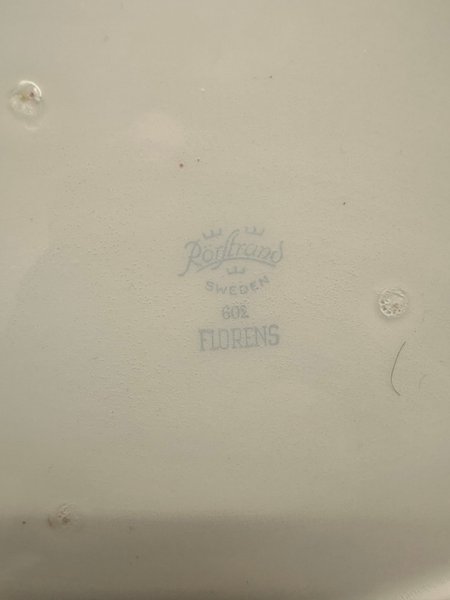 Rörstrand
SWEDEN
602
FLORENS